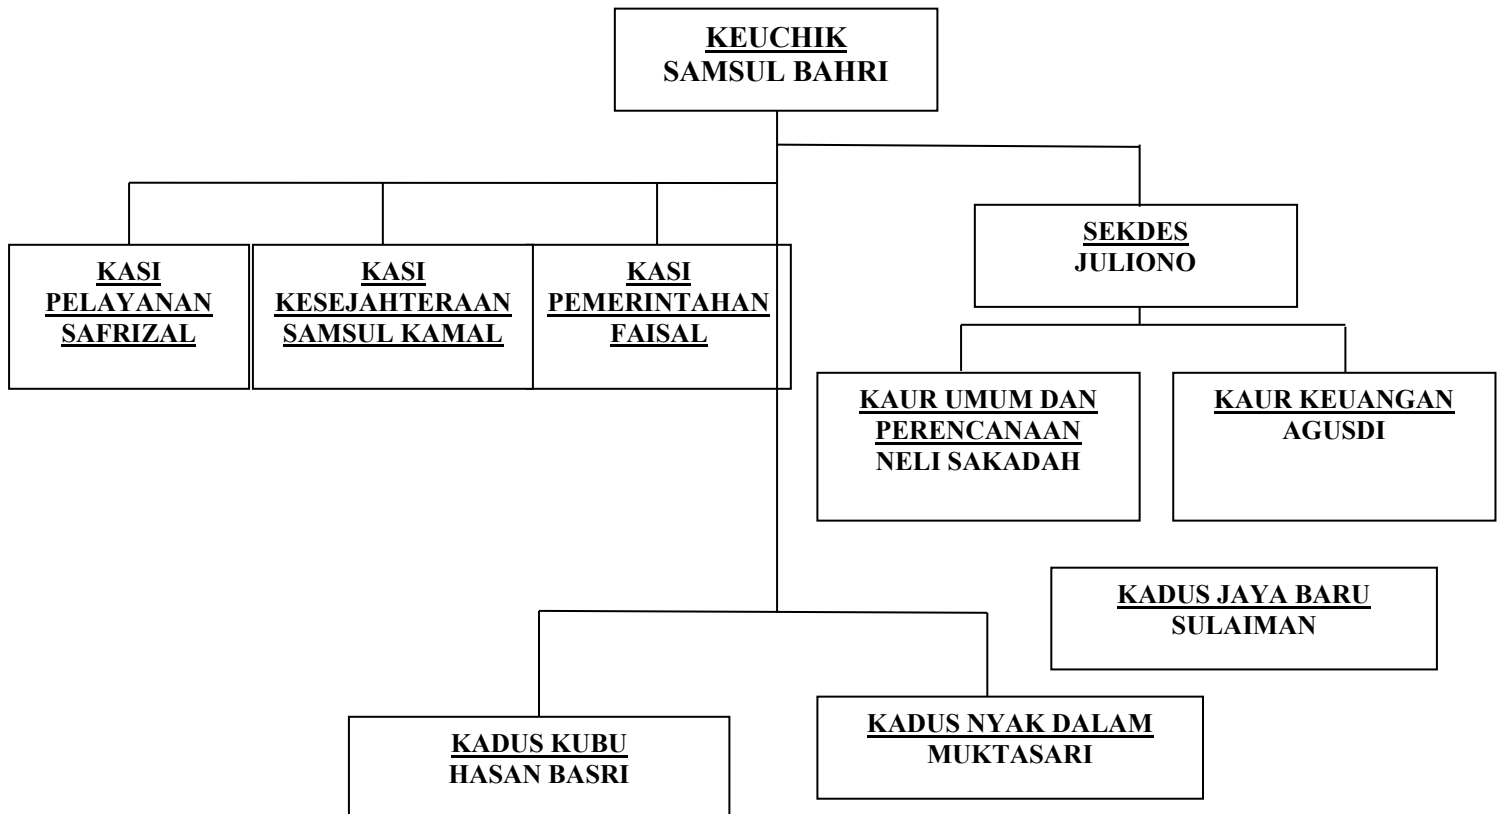 KEUCHIK
SAMSUL BAHRI
SEKDES
JULIONO
KASI
PELAYANAN
SAFRIZAL
KASI
KESEJAHTERAAN
SAMSUL KAMAL
KASI
PEMERINTAHAN
FAISAL
KAUR UMUM DAN
PERENCANAAN
NELI SAKADAH
KAUR KEUANGAN
AGUSDI
KADUS JAYA BARU
SULAIMAN
KADUS KUBU
HASAN BASRI
KADUS NYAK DALAM
MUKTASARI